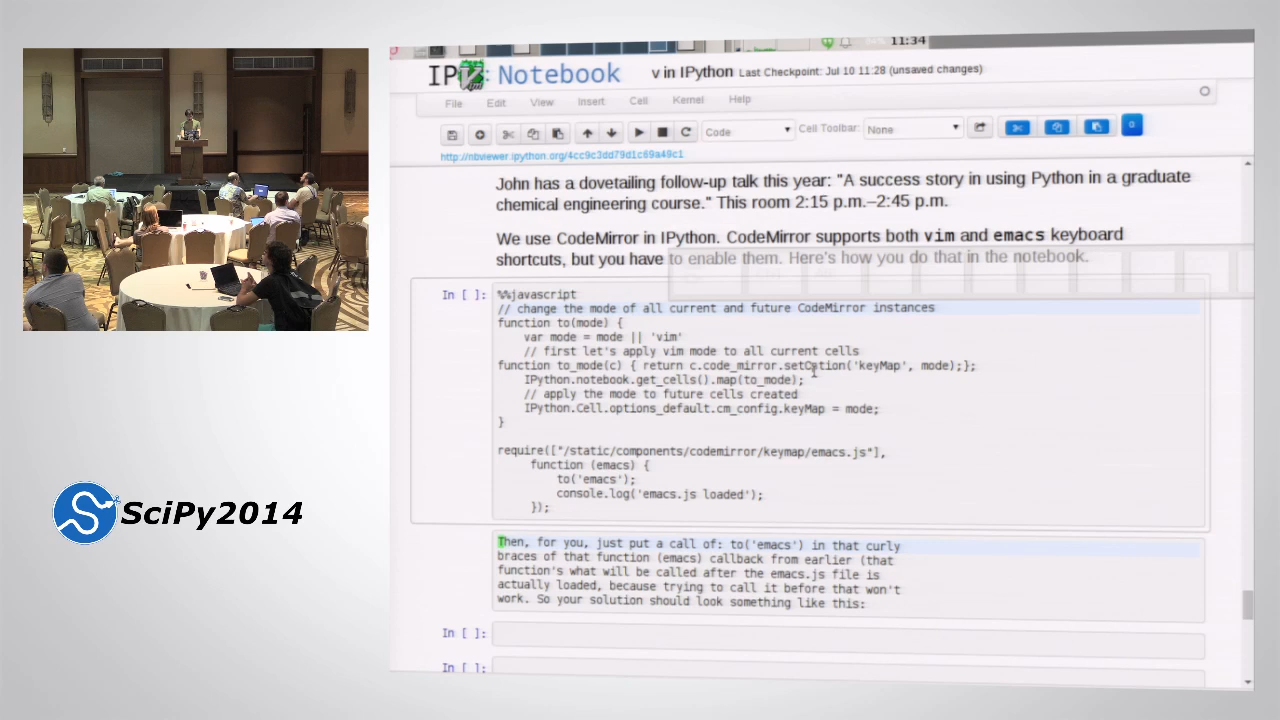 11:34
IP Notebook v in IPython Last Checkpoint: Jul 10 11:28 (unsaved changes)
File Edit View Insert Cell Kernel Help
Code Cell Toolbar: None
http://nbviewer.ipython.org/4cc9c3dd79d1c69a49c1
John has a dovetailing follow-up talk this year: "A success story in using Python in a graduate
chemical engineering course." This room 2:15 p.m.–2:45 p.m.
We use CodeMirror in IPython. CodeMirror supports both vim and emacs keyboard
shortcuts, but you have to enable them. Here's how you do that in the notebook.
In [ ]: %%javascript
// change the mode of all current and future CodeMirror instances
function to(mode) {
var mode = mode || 'vim'
// first let's apply vim mode to all current cells
function to_mode(c) { return c.code_mirror.setOption('keyMap', mode);};
IPython.notebook.get_cells().map(to_mode);
// apply the mode to future cells created
IPython.Cell.options_default.cm_config.keyMap = mode;
}
require(["/static/components/codemirror/keymap/emacs.js"],
function (emacs) {
to('emacs');
console.log('emacs.js loaded');
});
Then, for you, just put a call of: to('emacs') in that curly
braces of that function (emacs) callback from earlier (that
function's what will be called after the emacs.js file is
actually loaded, because trying to call it before that won't
work. So your solution should look something like this:
In [ ]:
In [ ]:
SciPy2014